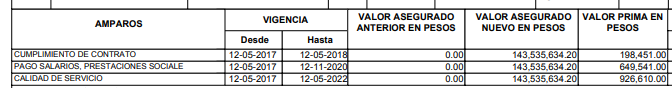 AMPAROS VIGENCIA VALOR ASEGURADO ANTERIOR EN PESOS VALOR ASEGURADO NUEVO EN PESOS VALOR PRIMA EN PESOS
Desde Hasta
CUMPLIMIENTO DE CONTRATO 12-05-2017 12-05-2018 0.00 143,535,634.20 198,451.00
PAGO SALARIOS, PRESTACIONES SOCIALE 12-05-2017 12-11-2020 0.00 143,535,634.20 649,541.00
CALIDAD DE SERVICIO 12-05-2017 12-05-2022 0.00 143,535,634.20 926,610.00